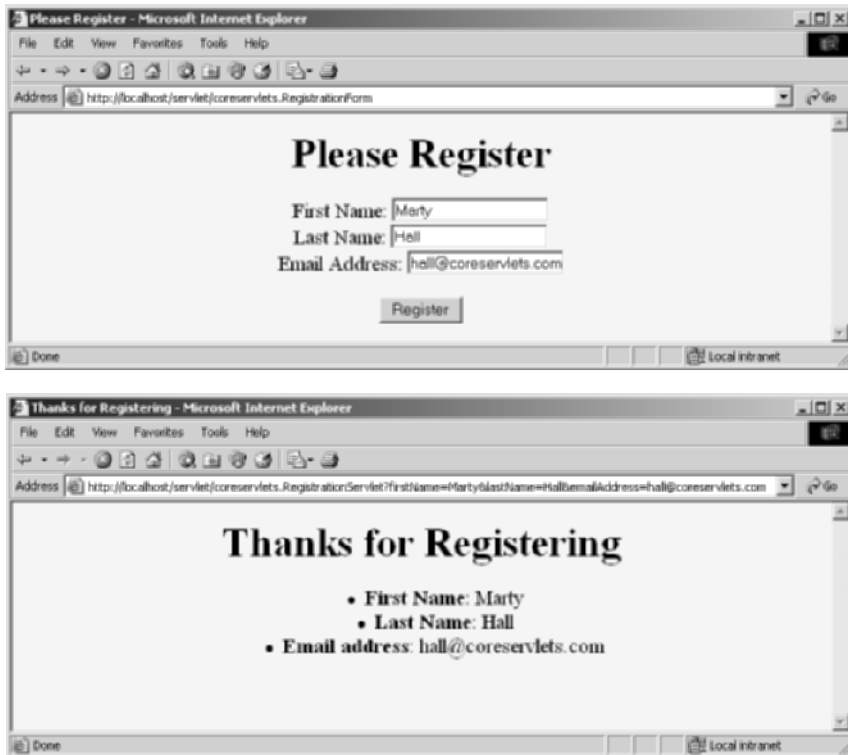 Please Register - Microsoft Internet Explorer
File Edit View Favorites Tools Help
Address http://localhost/servlet/coreservlets.RegistrationForm Go
Please Register
First Name: Marty
Last Name: Hall
Email Address: hall@coreservlets.com
Register
Done Local intranet
Thanks for Registering - Microsoft Internet Explorer
File Edit View Favorites Tools Help
Address http://localhost/servlet/coreservlets.RegistrationServlet?firstName=Marty&lastName=Hall&emailAddress=hall@coreservlets.com Go
Thanks for Registering
• First Name: Marty
• Last Name: Hall
• Email address: hall@coreservlets.com
Done Local intranet